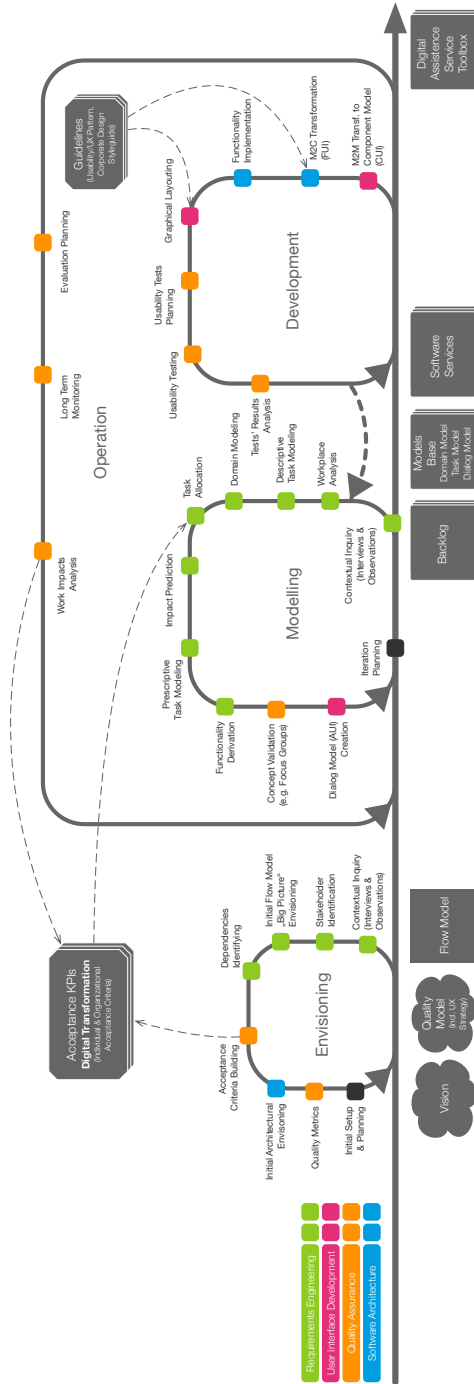 Requirements Engineering
User Interface Development
Quality Assurance
Software Architecture
Acceptance KPIs
Digital Transformation
(Individual & Organizational
Acceptance Criteria)
Envisioning
Acceptance
Criteria Building
Dependencies
Identifying
Initial Architectural
Envisoning
Quality Metrics
Initial Setup
& Planning
Initial Flow Model
„Big Picture“
Envisioning
Stakeholder
Identification
Contextual Inquiry
(Interviews &
Observations)
Operation
Work Impacts
Analysis
Long Term
Monitoring
Evaluation Planning
Modelling
Prescriptive
Task Modeling
Impact Prediction
Task
Allocation
Functionality
Derivation
Concept Validation
(e.g. Focus Groups)
Dialog Model (AUI)
Creation
Domain Modeling
Descriptive
Task Modeling
Workplace
Analysis
Contextual Inquiry
(Interviews &
Observations)
Iteration
Planning
Development
Usability Testing
Usability Tests
Planning
Graphical Layouting
Tests' Results
Analysis
Functionality
Implementation
M2C Transformation
(FUI)
M2M Transf. to
Component Model
(CUI)
Guidelines
(Usability/UX Pattern,
Corporate Design
Styleguide)
Vision
Quality
Model
(incl. UX
Strategy)
Flow Model
Backlog
Models
Base
Domain Model
Task Model
Dialog Model
Software
Services
Digital
Assistence
Service
Toolbox